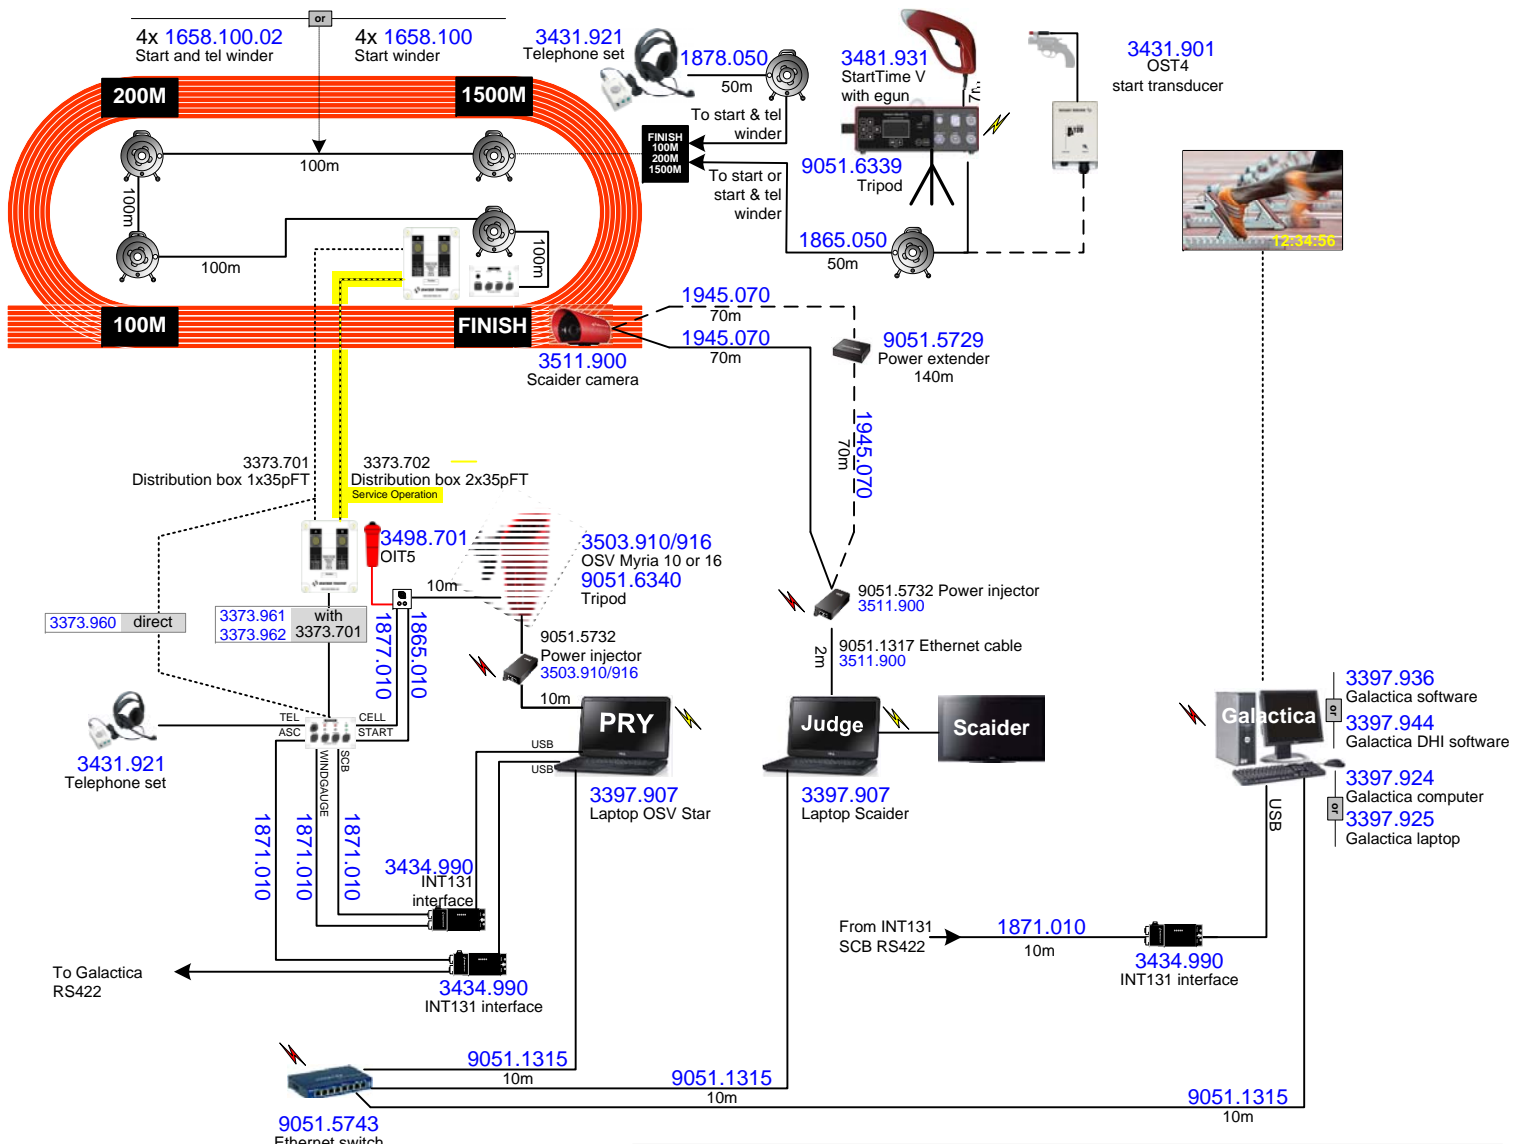 or
4x 1658.100.02
Start and tel winder
4x 1658.100
Start winder
3431.921
Telephone set
1878.050
50m
3481.931
StartTime V
with egun
7m
3431.901
OST4
start transducer
200M
1500M
100m
100m
100m
100m
To start & tel
winder
FINISH
100M
200M
1500M
9051.6339
Tripod
To start or
start & tel
winder
1865.050
50m
12:34:56
100M
FINISH
1945.070
70m
1945.070
70m
3511.900
Scaider camera
9051.5729
Power extender
140m
1945.070
70m
3373.701
Distribution box 1x35pFT
3373.702
Distribution box 2x35pFT
Service Operation
3498.701
OIT5
10m
3503.910/916
OSV Myria 10 or 16
9051.6340
Tripod
3373.960 direct
3373.961
3373.962
with
3373.701
1877.010
1865.010
9051.5732
Power injector
3503.910/916
10m
9051.5732 Power injector
3511.900
2m
9051.1317 Ethernet cable
3511.900
TEL
ASC
CELL
START
WINDGAUGE
SCB
3431.921
Telephone set
USB
USB
PRY
Judge
Scaider
Galactica
3397.907
Laptop OSV Star
3397.907
Laptop Scaider
3397.936
Galactica software
or
3397.944
Galactica DHI software
3397.924
Galactica computer
or
3397.925
Galactica laptop
USB
1871.010
1871.010
1871.010
3434.990
INT131
interface
To Galactica
RS422
3434.990
INT131 interface
From INT131
SCB RS422
1871.010
10m
3434.990
INT131 interface
9051.1315
10m
9051.1315
10m
9051.1315
10m
9051.5743
Ethernet switch